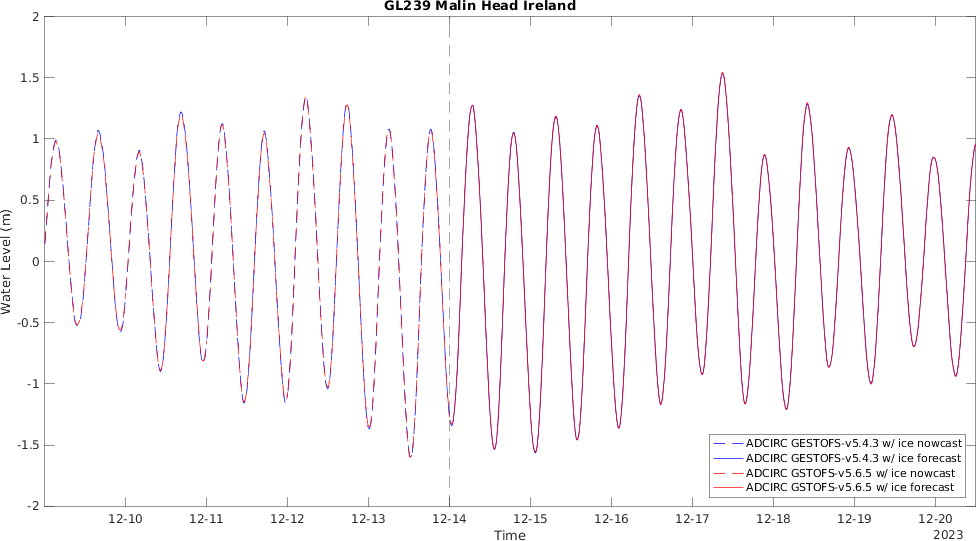 GL239 Malin Head Ireland
2
1.5
1
0.5
0
-0.5
-1
-1.5
-2
Water Level (m)
ADCIRC GESTOFS-v5.4.3 w/ ice nowcast
ADCIRC GESTOFS-v5.4.3 w/ ice forecast
ADCIRC GSTOFS-v5.6.5 w/ ice nowcast
ADCIRC GSTOFS-v5.6.5 w/ ice forecast
12-10 12-11 12-12 12-13 12-14 12-15 12-16 12-17 12-18 12-19 12-20
Time
2023